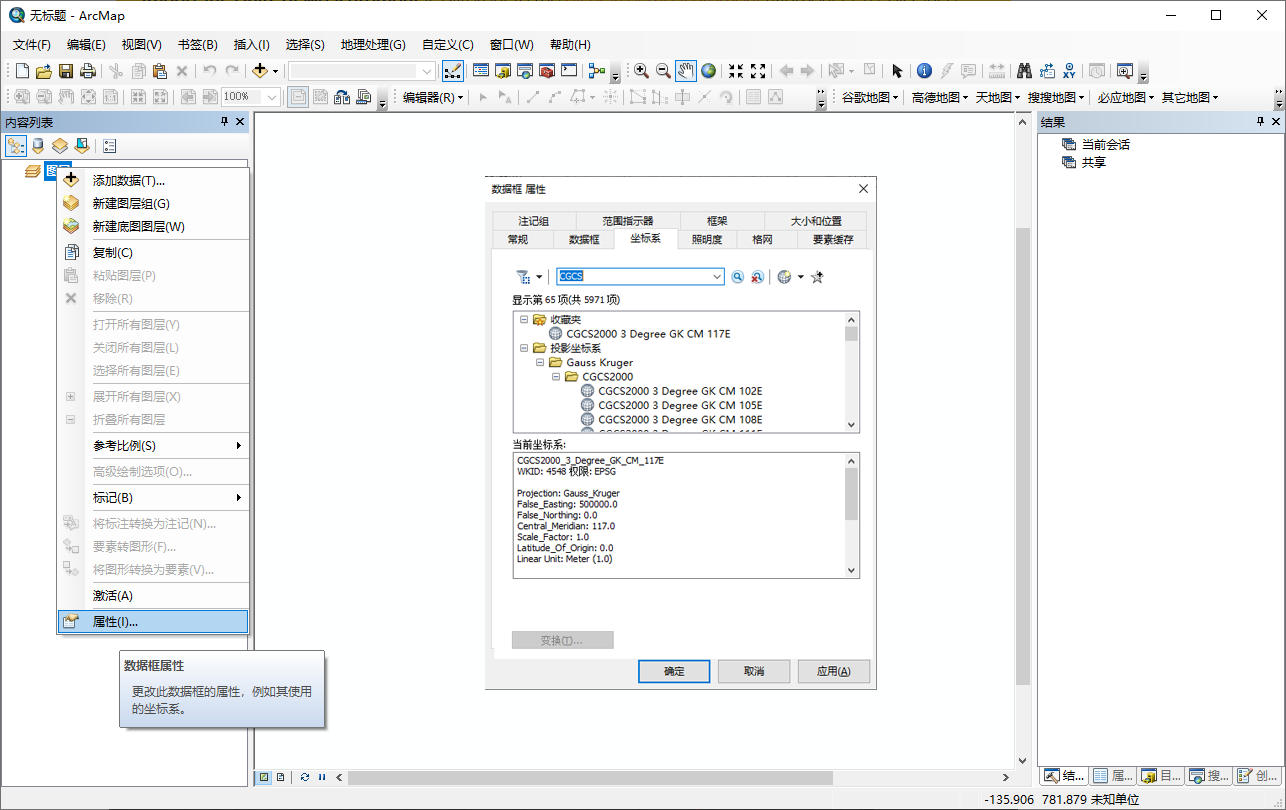 无标题 - ArcMap
文件(F) 编辑(E) 视图(V) 书签(B) 插入(I) 选择(S) 地理处理(G) 自定义(C) 窗口(W) 帮助(H)
100% 编辑器(R) 谷歌地图 高德地图 天地图 搜搜地图 必应地图 其它地图
内容列表
添加数据(T)...
新建图层组(G)
新建底图图层(W)
复制(C)
粘贴图层(P)
移除(R)
打开所有图层(Y)
关闭所有图层(L)
选择所有图层(E)
展开所有图层(X)
折叠所有图层
参考比例(S)
高级绘制选项(O)...
标记(B)
将标注转换为注记(N)...
要素转图形(F)...
将图形转换为要素(V)...
激活(A)
属性(I)...
数据框属性
更改此数据框的属性，例如其使用
的坐标系。
数据框 属性
注记组 范围指示器 框架 大小和位置
常规 数据框 坐标系 照明度 格网 要素缓存
CGCS
显示第 65 项(共 5971 项)
收藏夹
CGCS2000 3 Degree GK CM 117E
投影坐标系
Gauss Kruger
CGCS2000
CGCS2000 3 Degree GK CM 102E
CGCS2000 3 Degree GK CM 105E
CGCS2000 3 Degree GK CM 108E
当前坐标系:
CGCS2000_3_Degree_GK_CM_117E
WKID: 4548 权限: EPSG
Projection: Gauss_Kruger
False_Easting: 500000.0
False_Northing: 0.0
Central_Meridian: 117.0
Scale_Factor: 1.0
Latitude_Of_Origin: 0.0
Linear Unit: Meter (1.0)
变换(T)...
确定 取消 应用(A)
结果
当前会话
共享
结... 属... 目... 搜... 创...
-135.906 781.879 未知单位